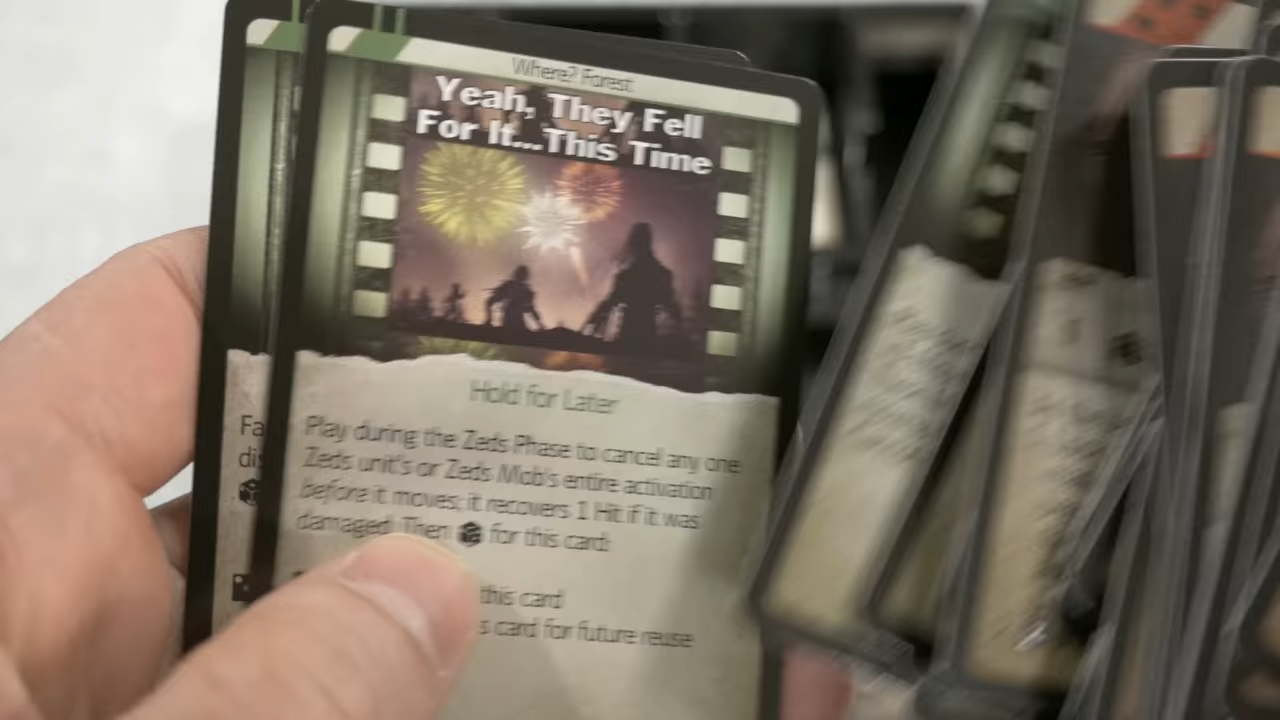 Where? Forest
Yeah, They Fell
For It...This Time
Hold for Later
Play during the Zeds Phase to cancel any one
Zeds unit's or Zeds Mob's entire activation
before it moves; it recovers 1 Hit if it was
damaged. Then for this card:
this card
s card for future reuse
Fa
dis